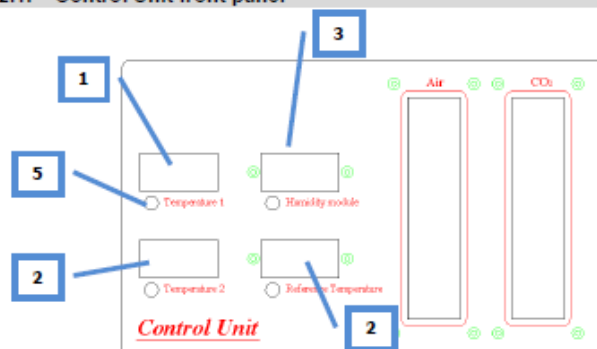 Control Unit front panel
3
1
Air CO₂
5
Temperature 1 Humidity module
2
Temperature 2 Reference Temperature
Control Unit
2